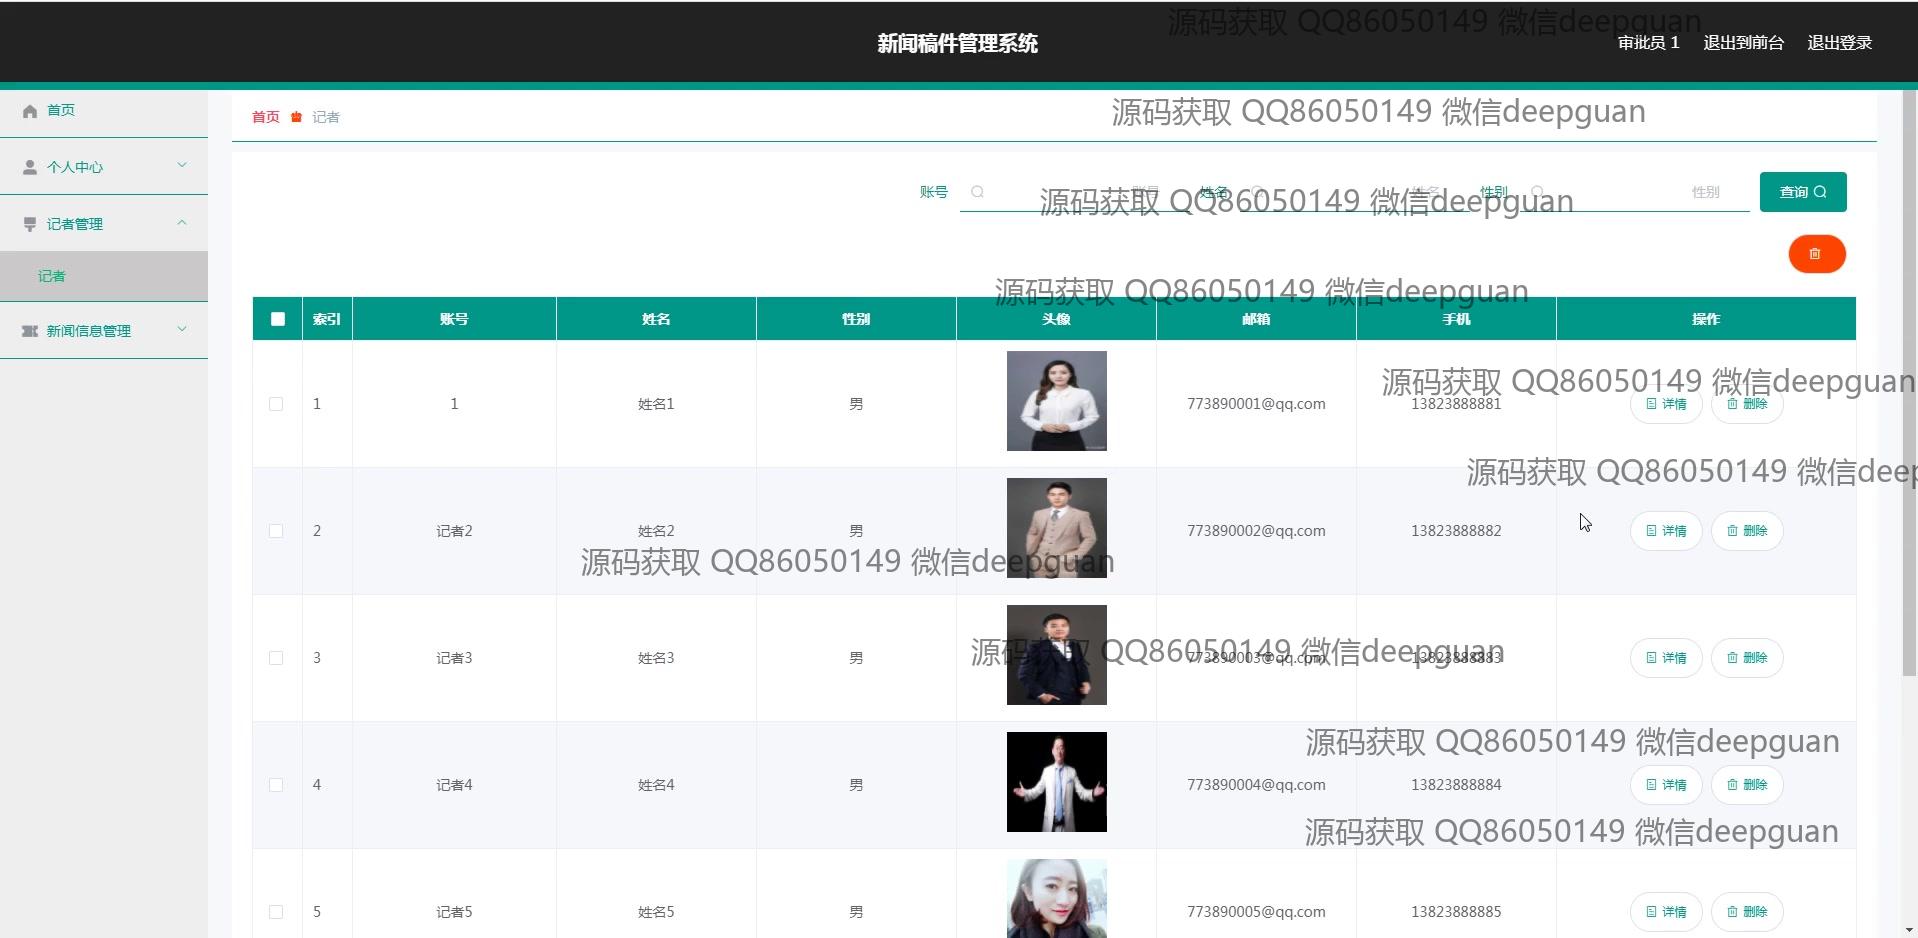 源码获取 QQ86050149 微信deepguan
新闻稿件管理系统
审批员 1 退出到前台 退出登录
首页
个人中心
记者管理
记者
新闻信息管理
首页 记者
源码获取 QQ86050149 微信deepguan
账号 账号 姓名 姓名 性别 性别 查询
源码获取 QQ86050149 微信deepguan
源码获取 QQ86050149 微信deepguan
索引 账号 姓名 性别 头像 邮箱 手机 操作
源码获取 QQ86050149 微信deepguan
1 1 姓名1 男 773890001@qq.com 13823888881 详情 删除
源码获取 QQ86050149 微信deep
2 记者2 姓名2 男 773890002@qq.com 13823888882 详情 删除
源码获取 QQ86050149 微信deepguan
源码获取 QQ86050149 微信deepguan
3 记者3 姓名3 男 773890003@qq.com 13823888883 详情 删除
源码获取 QQ86050149 微信deepguan
4 记者4 姓名4 男 773890004@qq.com 13823888884 详情 删除
源码获取 QQ86050149 微信deepguan
5 记者5 姓名5 男 773890005@qq.com 13823888885 详情 删除